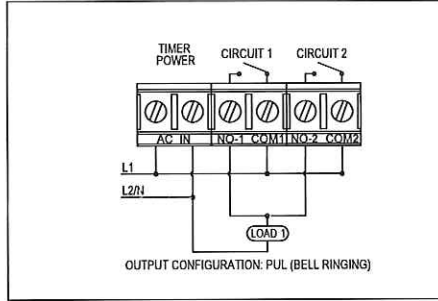 TIMER
POWER
CIRCUIT 1
CIRCUIT 2
AC IN NO-1 COM1 NO-2 COM2
L1
L2/N
LOAD 1
OUTPUT CONFIGURATION: PUL (BELL RINGING)